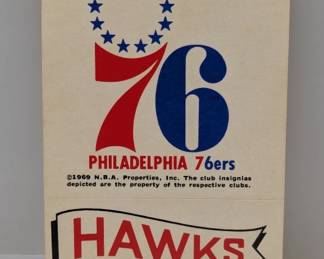 76
PHILADELPHIA 76ers
©1969 N.B.A. Properties, Inc. The club insignias
depicted are the property of the respective clubs.
HAWKS